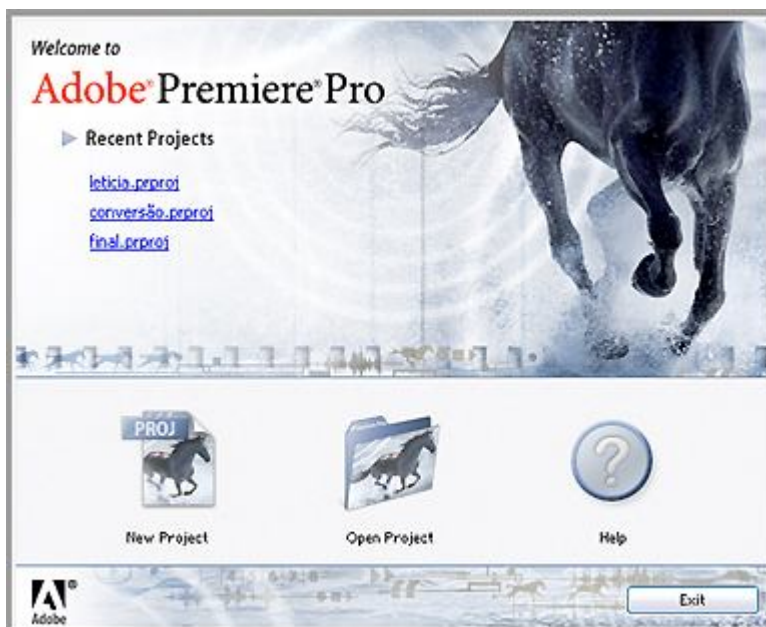 Welcome to
Adobe® Premiere® Pro
Recent Projects
leticia.prproj
conversão.prproj
final.prproj
PROJ
New Project
Open Project
Help
Adobe®
Exit